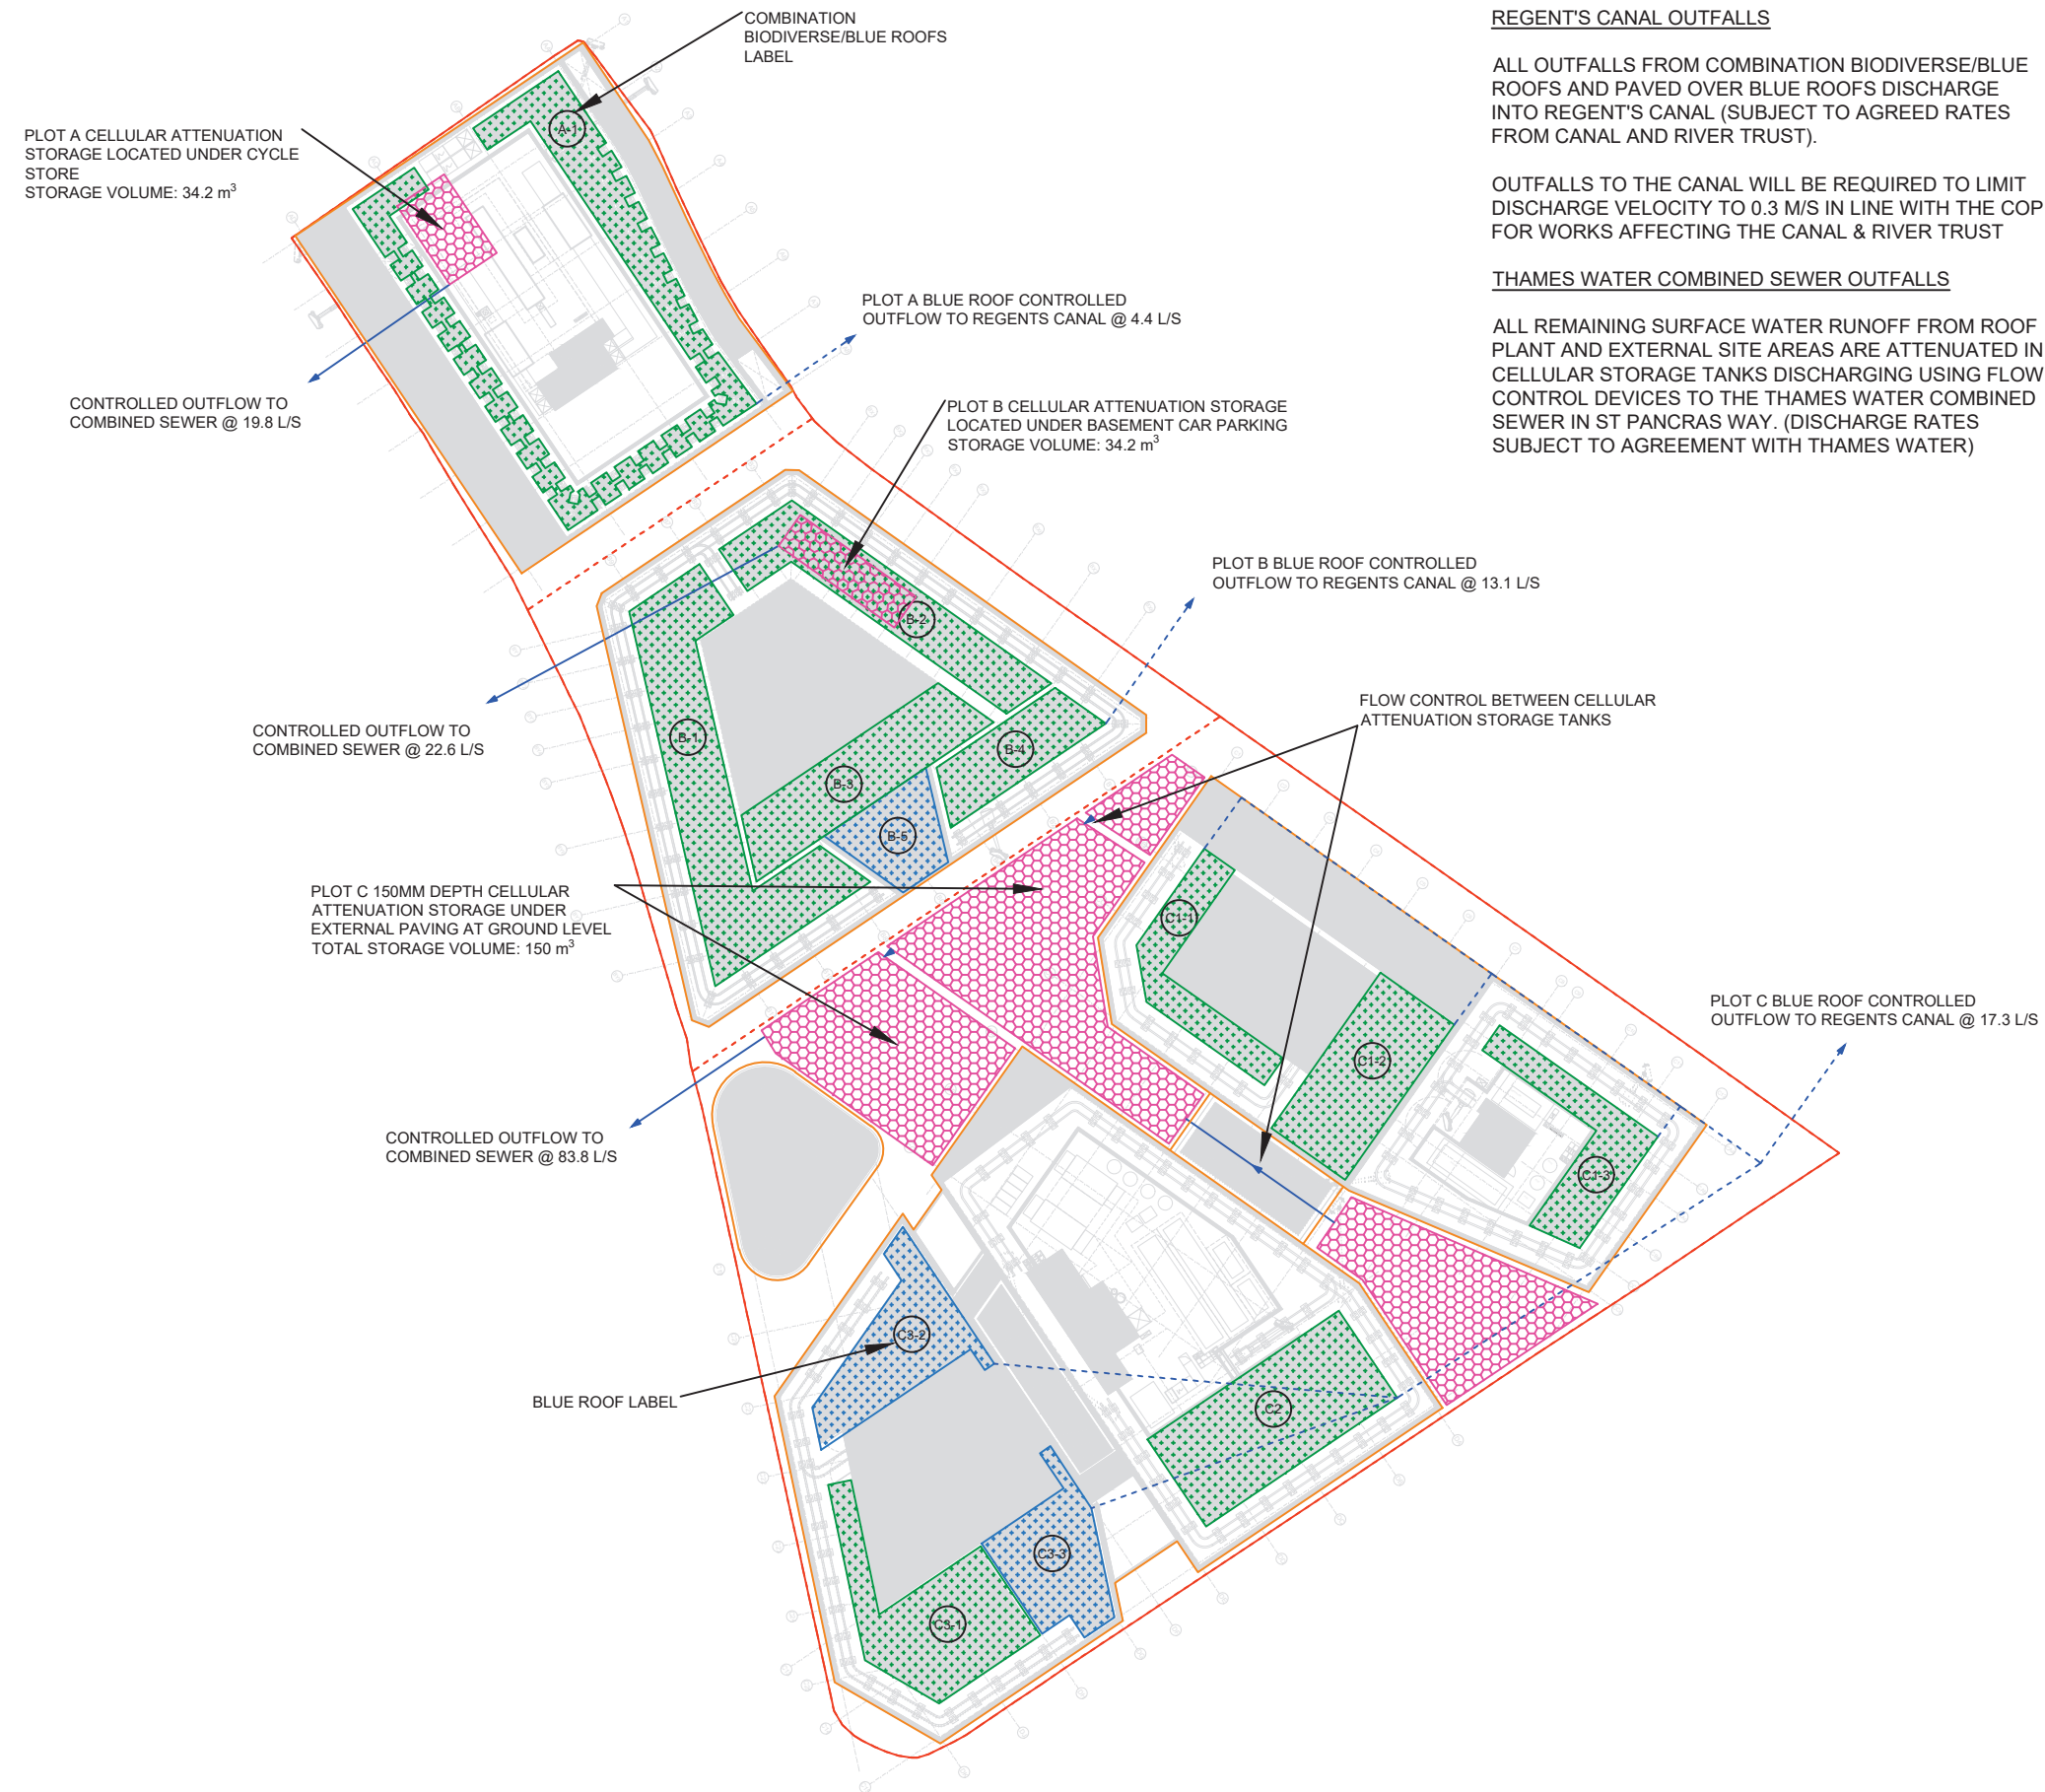 REGENT'S CANAL OUTFALLS
ALL OUTFALLS FROM COMBINATION BIODIVERSE/BLUE
ROOFS AND PAVED OVER BLUE ROOFS DISCHARGE
INTO REGENT'S CANAL (SUBJECT TO AGREED RATES
FROM CANAL AND RIVER TRUST).
OUTFALLS TO THE CANAL WILL BE REQUIRED TO LIMIT
DISCHARGE VELOCITY TO 0.3 M/S IN LINE WITH THE COP
FOR WORKS AFFECTING THE CANAL & RIVER TRUST
THAMES WATER COMBINED SEWER OUTFALLS
ALL REMAINING SURFACE WATER RUNOFF FROM ROOF
PLANT AND EXTERNAL SITE AREAS ARE ATTENUATED IN
CELLULAR STORAGE TANKS DISCHARGING USING FLOW
CONTROL DEVICES TO THE THAMES WATER COMBINED
SEWER IN ST PANCRAS WAY. (DISCHARGE RATES
SUBJECT TO AGREEMENT WITH THAMES WATER)
COMBINATION
BIODIVERSE/BLUE ROOFS
LABEL
A-1
PLOT A CELLULAR ATTENUATION
STORAGE LOCATED UNDER CYCLE
STORE
STORAGE VOLUME: 34.2 m³
PLOT A BLUE ROOF CONTROLLED
OUTFLOW TO REGENTS CANAL @ 4.4 L/S
CONTROLLED OUTFLOW TO
COMBINED SEWER @ 19.8 L/S
PLOT B CELLULAR ATTENUATION STORAGE
LOCATED UNDER BASEMENT CAR PARKING
STORAGE VOLUME: 34.2 m³
PLOT B BLUE ROOF CONTROLLED
OUTFLOW TO REGENTS CANAL @ 13.1 L/S
B-2
CONTROLLED OUTFLOW TO
COMBINED SEWER @ 22.6 L/S
B-1
B-4
B-3
B-5
FLOW CONTROL BETWEEN CELLULAR
ATTENUATION STORAGE TANKS
PLOT C 150MM DEPTH CELLULAR
ATTENUATION STORAGE UNDER
EXTERNAL PAVING AT GROUND LEVEL
TOTAL STORAGE VOLUME: 150 m³
C1-1
PLOT C BLUE ROOF CONTROLLED
OUTFLOW TO REGENTS CANAL @ 17.3 L/S
C1-2
CONTROLLED OUTFLOW TO
COMBINED SEWER @ 83.8 L/S
C1-3
C3-2
BLUE ROOF LABEL
C2
C3-3
C3-1